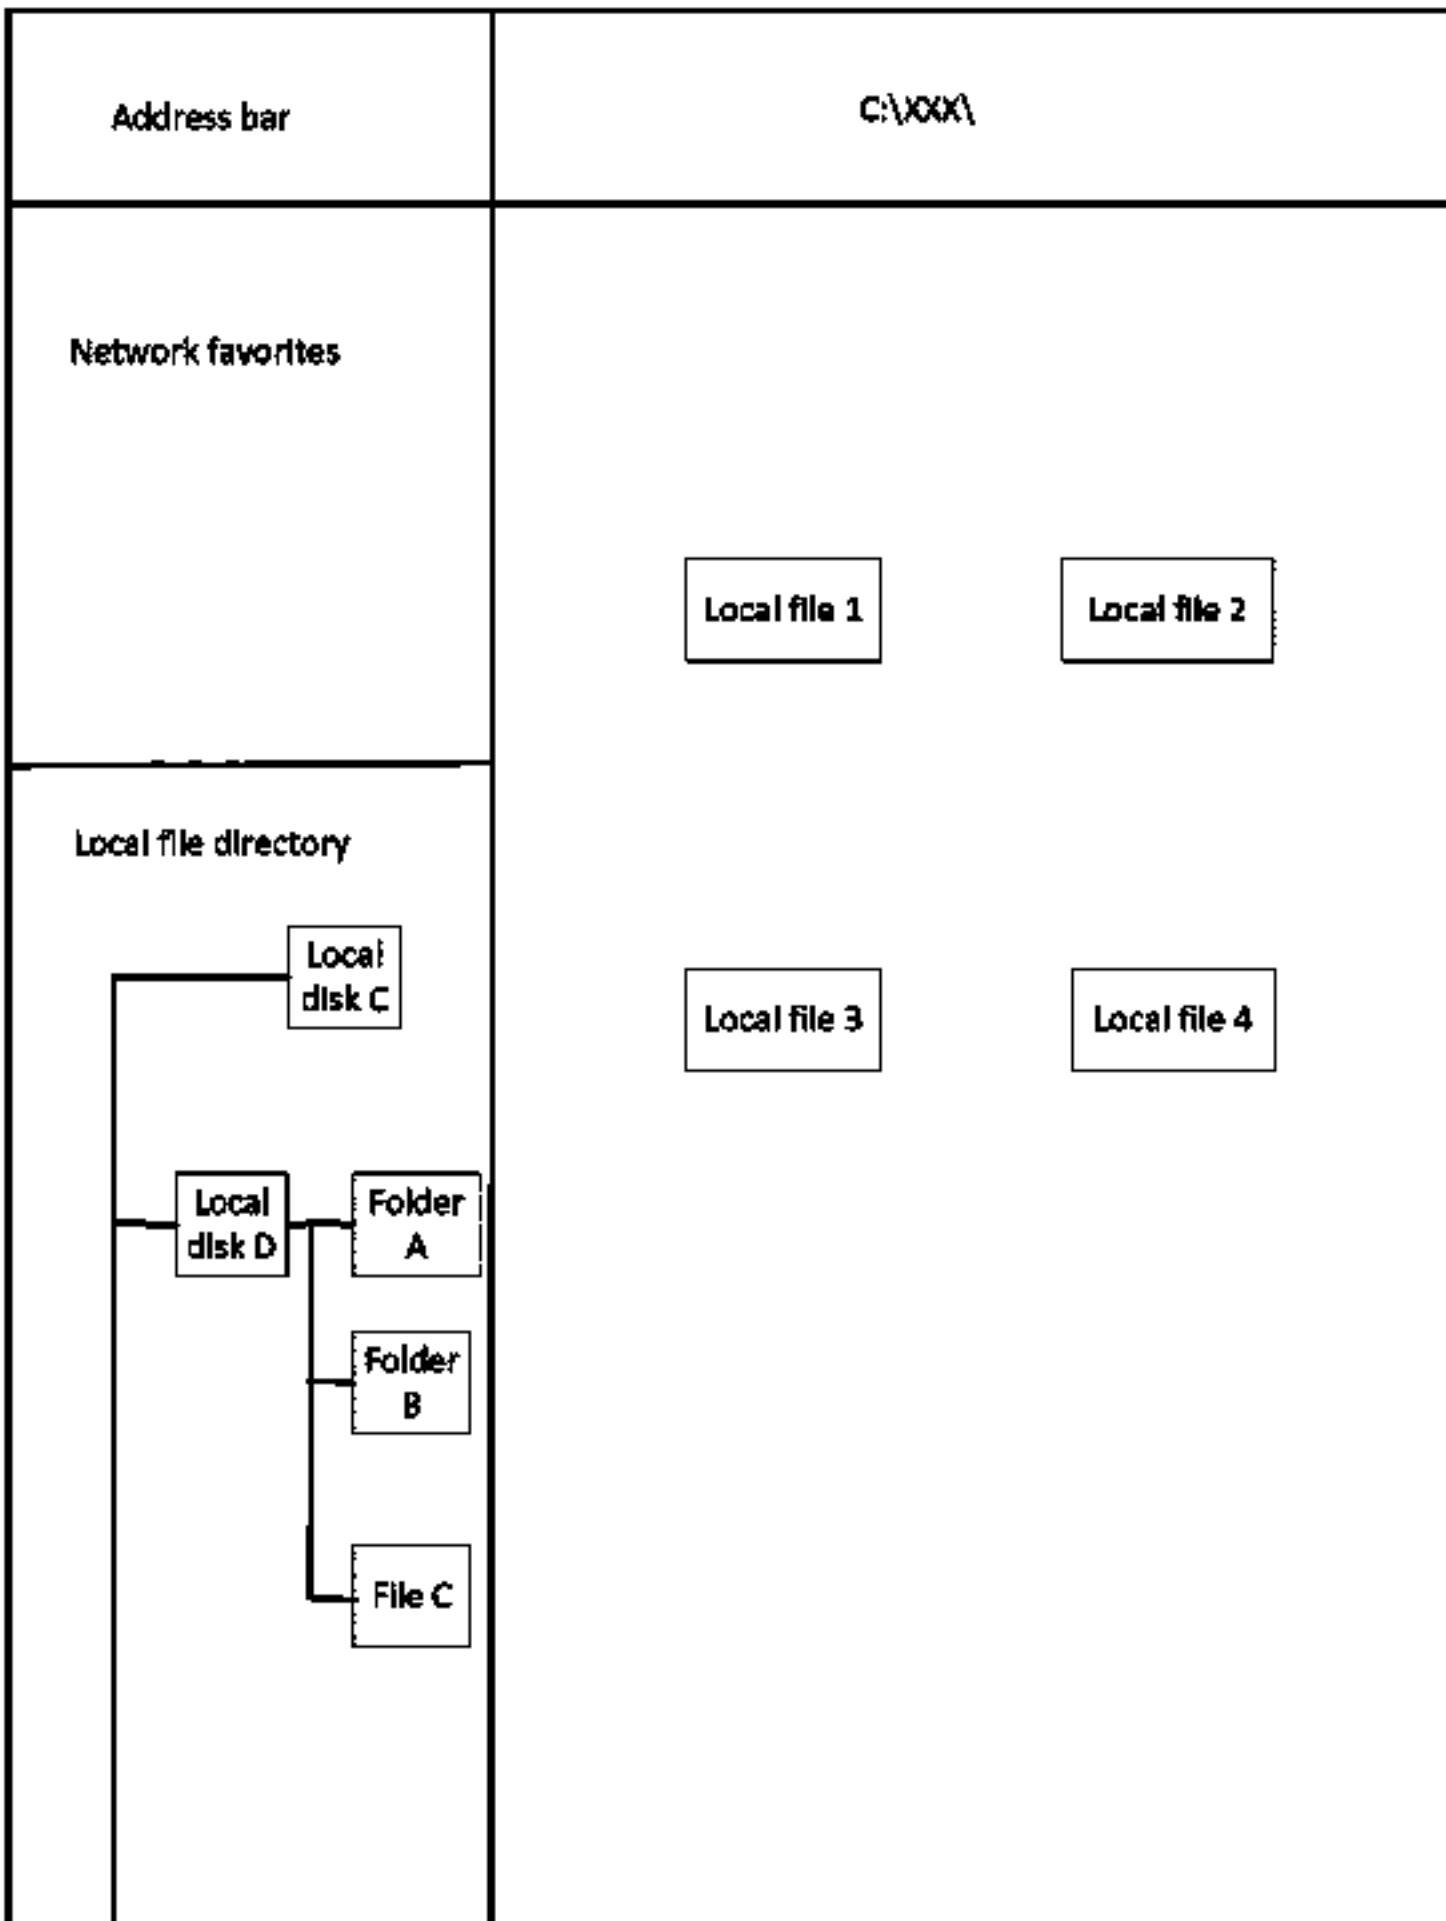 Address bar
C:\XXX\
Network favorites
Local file 1
Local file 2
Local file directory
Local
disk C
Local file 3
Local file 4
Local
disk D
Folder
A
Folder
B
File C